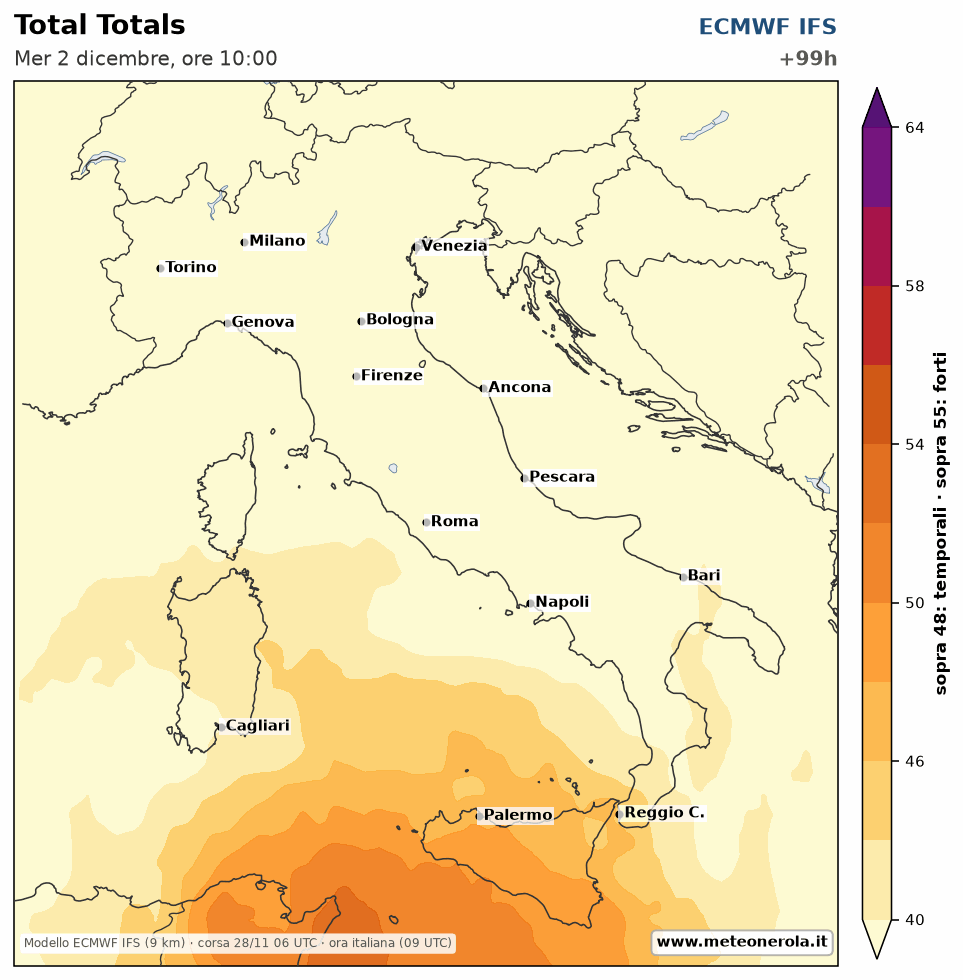 Total Totals
ECMWF IFS
Mer 2 dicembre, ore 10:00
+99h
Milano
Venezia
Torino
Genova
Bologna
Firenze
Ancona
Pescara
Roma
Bari
Napoli
Cagliari
Palermo
Reggio C.
64
58
54
50
46
40
sopra 48: temporali · sopra 55: forti
Modello ECMWF IFS (9 km) · corsa 28/11 06 UTC · ora italiana (09 UTC)
www.meteonerola.it